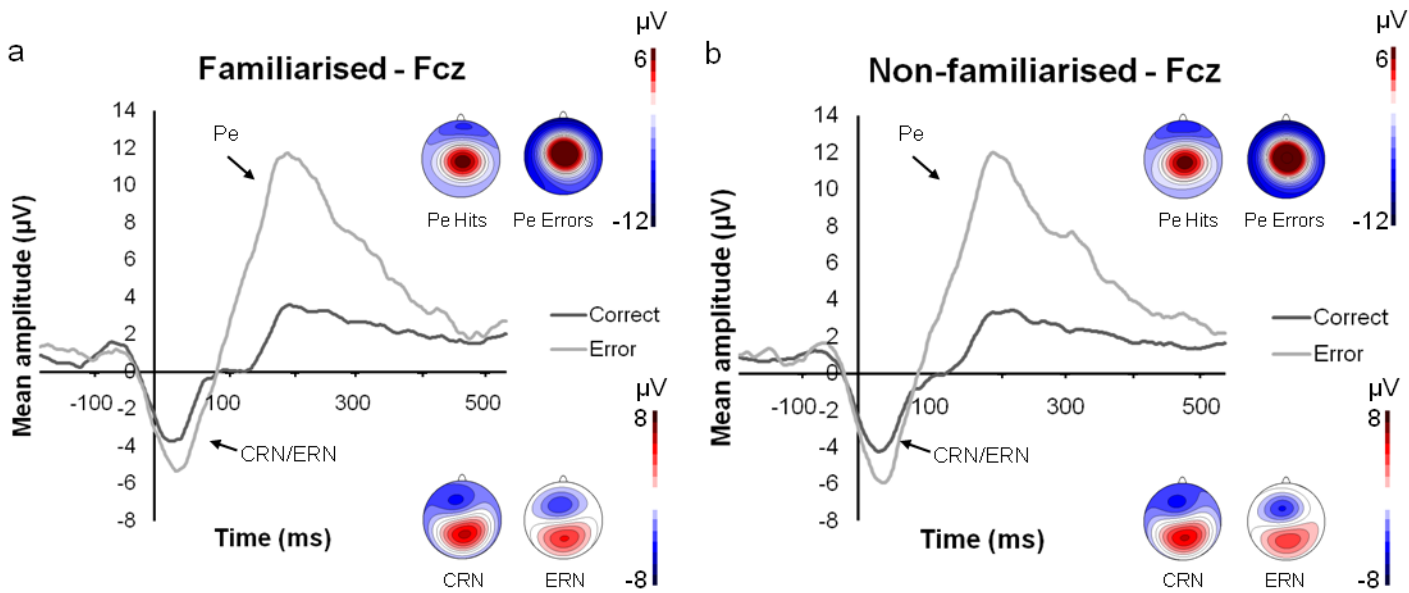 a
Familiarised - Fcz
µV
6
-12
14
12
10
8
6
4
2
0
-2
-4
-6
-8
Mean amplitude (µV)
Pe
Pe Hits
Pe Errors
Correct
Error
-100
100
300
500
CRN/ERN
Time (ms)
µV
8
-8
CRN
ERN
b
Non-familiarised - Fcz
µV
6
-12
14
12
10
8
6
4
2
0
-2
-4
-6
-8
Mean amplitude (µV)
Pe
Pe Hits
Pe Errors
Correct
Error
-100
100
300
500
CRN/ERN
Time (ms)
µV
8
-8
CRN
ERN